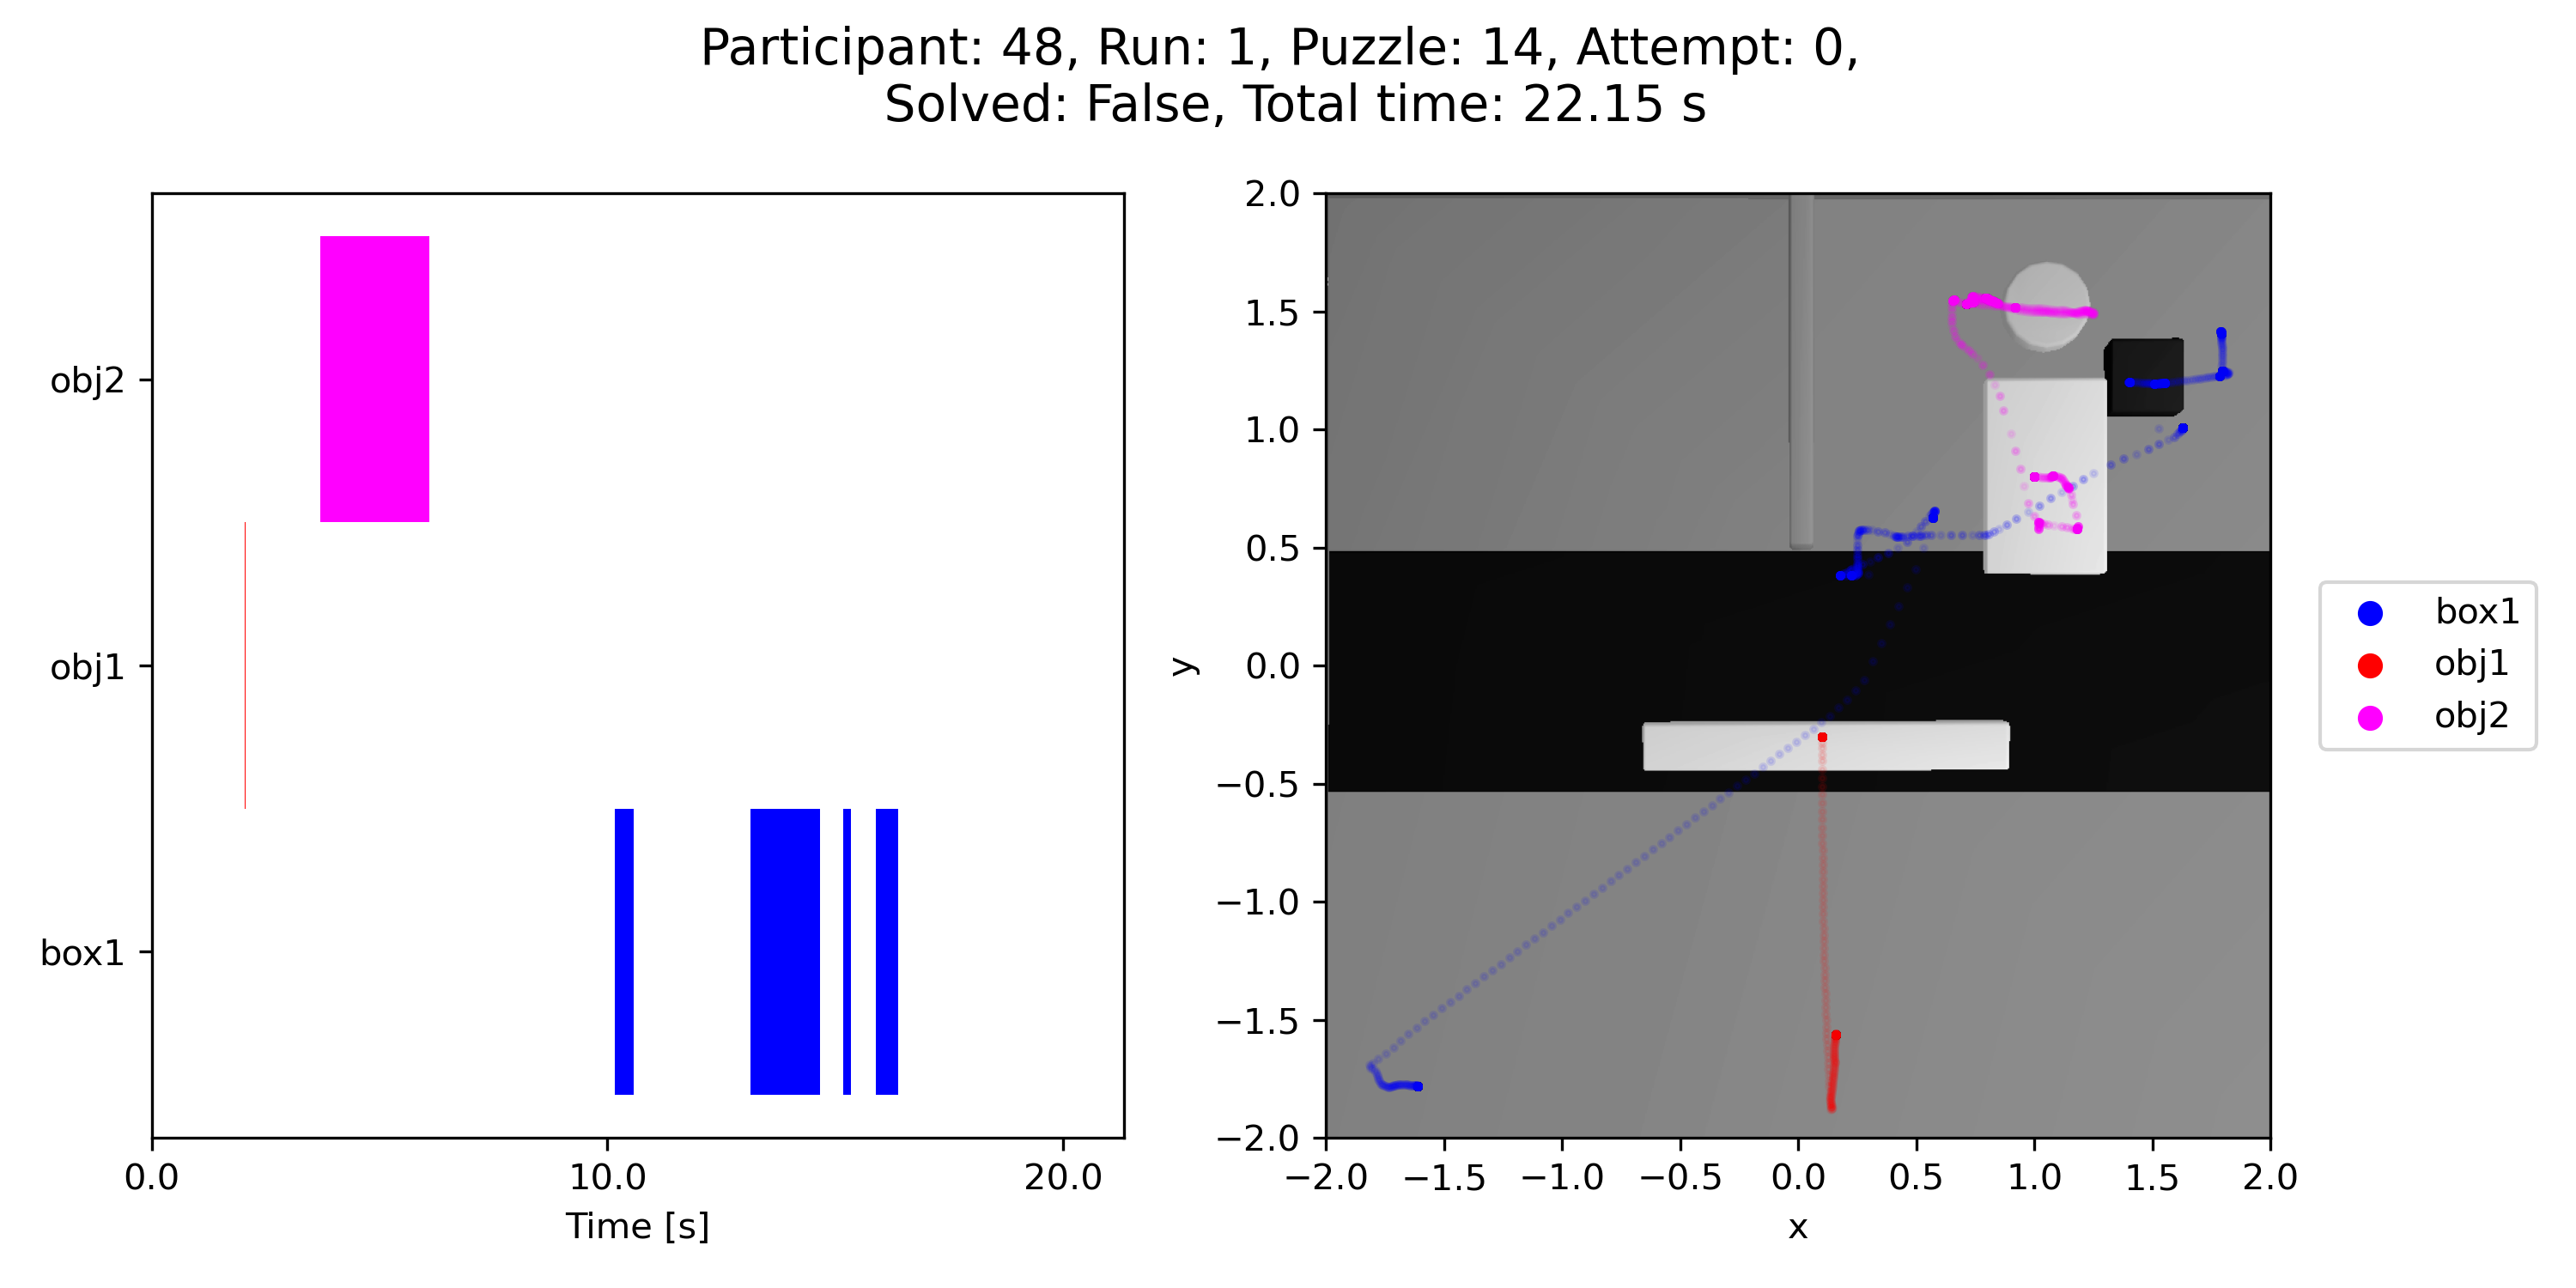 Participant: 48, Run: 1, Puzzle: 14, Attempt: 0,
Solved: False, Total time: 22.15 s
obj2
obj1
box1
0.0 10.0 20.0
Time [s]
2.0
1.5
1.0
0.5
0.0
−0.5
−1.0
−1.5
−2.0
y
−2.0 −1.5 −1.0 −0.5 0.0 0.5 1.0 1.5 2.0
x
box1
obj1
obj2